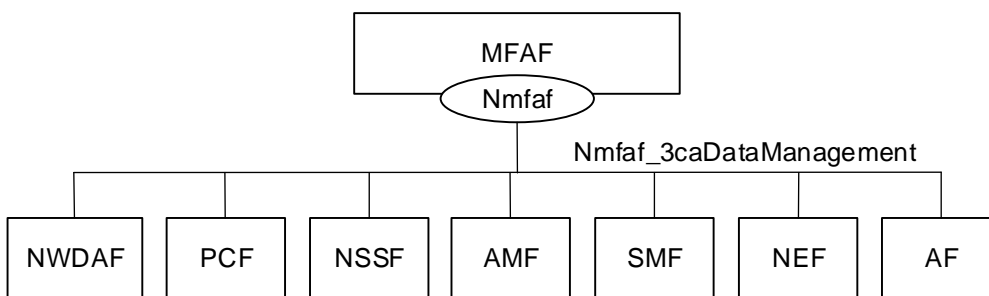 MFAF
Nmfaf
Nmfaf_3caDataManagement
NWDAF PCF NSSF AMF SMF NEF AF